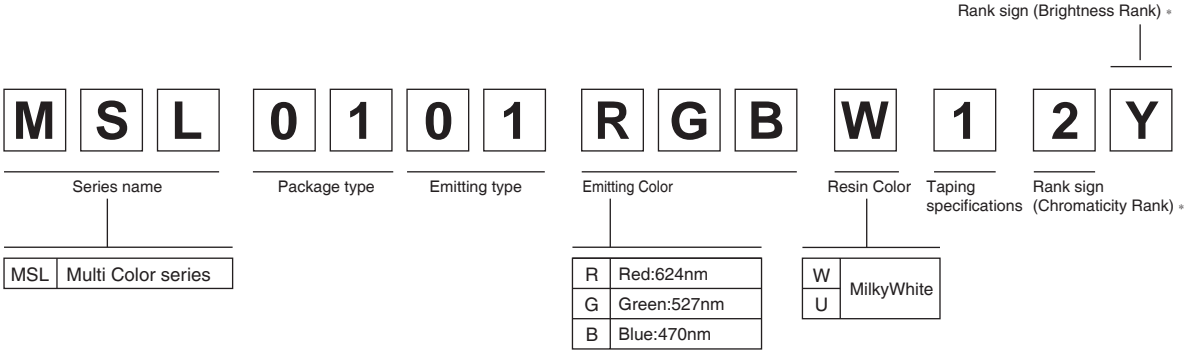 Rank sign (Brightness Rank) *
M S L 0 1 0 1 R G B W 1 2 Y
Series name
Package type
Emitting type
Emitting Color
Resin Color
Taping
specifications
Rank sign
(Chromaticity Rank) *
MSL Multi Color series
R Red:624nm
G Green:527nm
B Blue:470nm
W
U
MilkyWhite